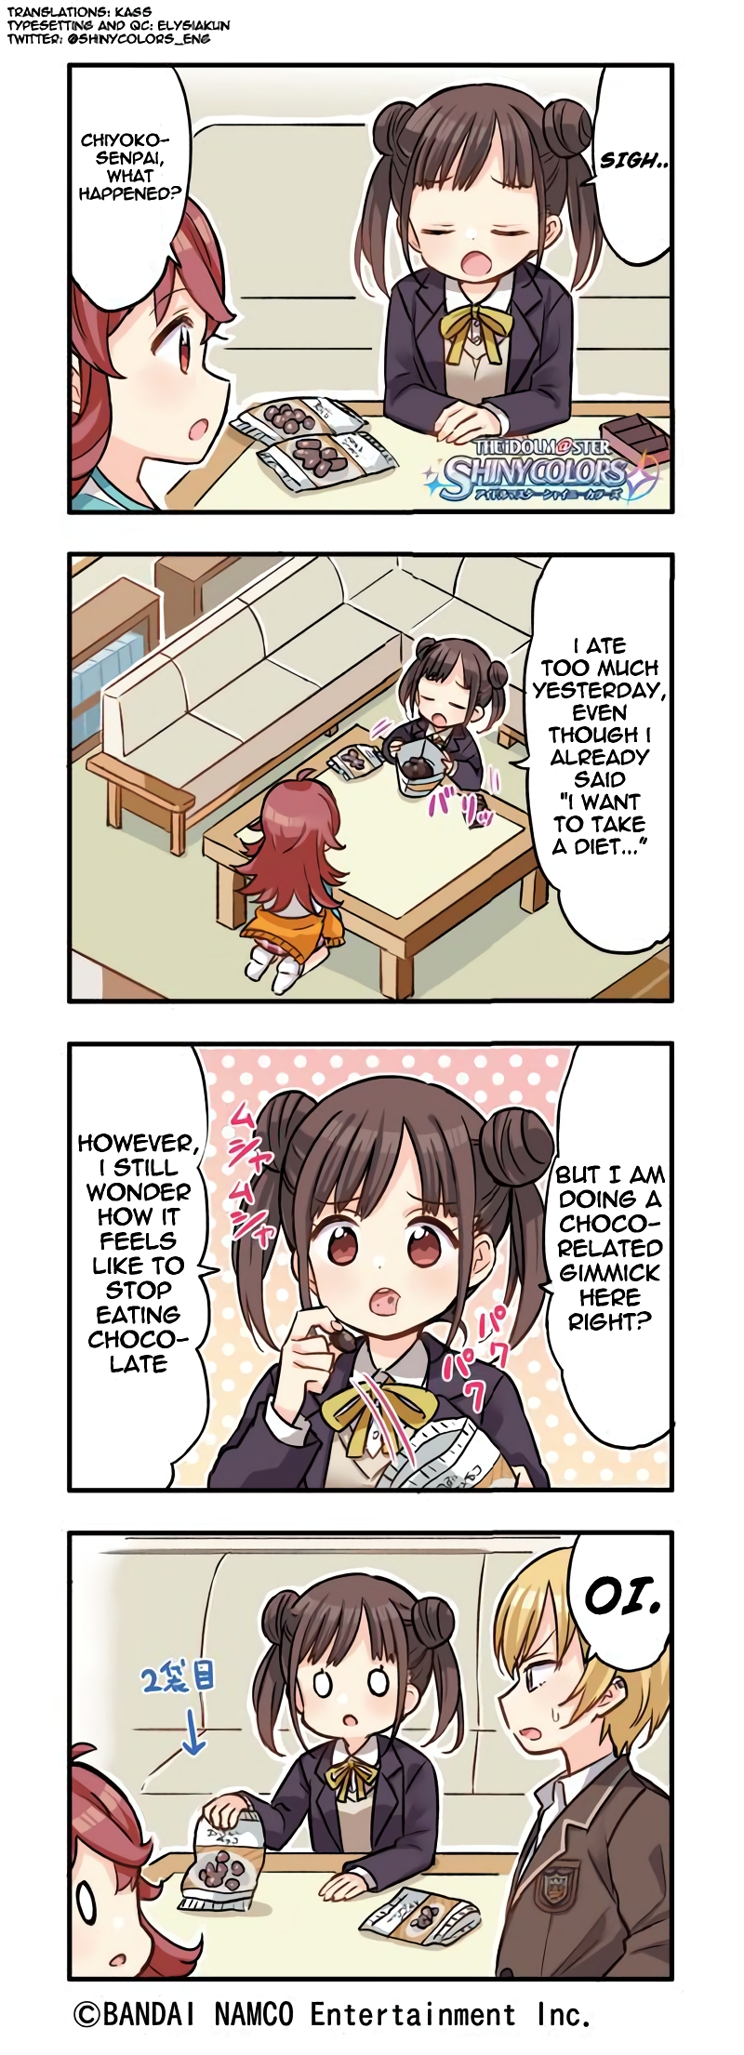 TRANSLATIONS: KASS
TYPESETTING AND QC: ELYSIAKUN
TWITTER: @SHINYCOLORS_ENG
SIGH..
CHIYOKO-
SENPAI,
WHAT
HAPPENED?
THE iDOLM@STER
SHINYCOLORS
アイドルマスターシャイニーカラーズ
I ATE
TOO MUCH
YESTERDAY,
EVEN
THOUGH I
ALREADY
SAID
"I WANT
TO TAKE
A DIET..."
バリッ
BUT I AM
DOING A
CHOCO-
RELATED
GIMMICK
HERE
RIGHT?
ムシャ
ムシャ
パク
パク
HOWEVER,
I STILL
WONDER
HOW IT
FEELS
LIKE TO
STOP
EATING
CHOCO-
LATE
OI.
2袋目
©BANDAI NAMCO Entertainment Inc.